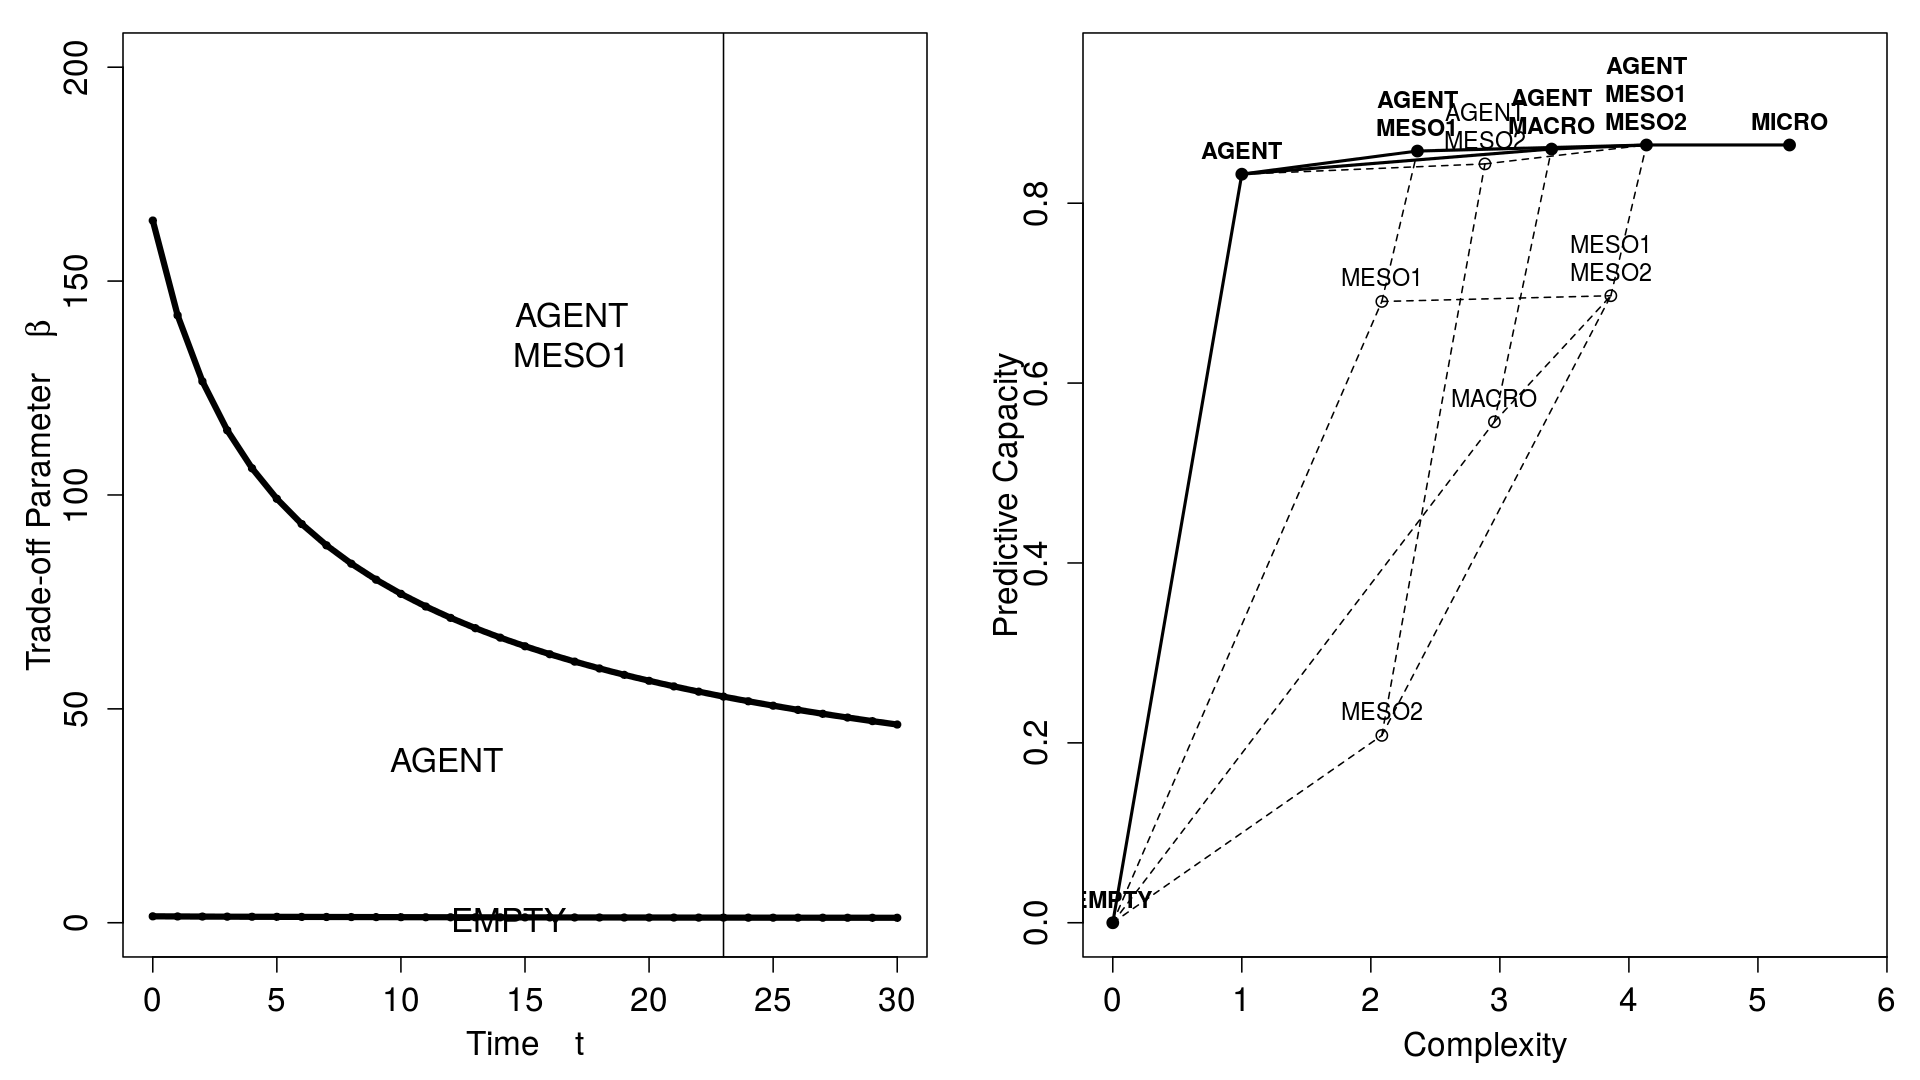 200
150
100
50
0
Trade-off Parameter β
AGENT
MESO1
AGENT
EMPTY
0 5 10 15 20 25 30
Time t
0.8
0.6
0.4
0.2
0.0
Predictive Capacity
AGENT
AGENT
MESO1
AGENT
MESO2
AGENT
MACRO
AGENT
MESO1
MESO2
MICRO
MESO1
MESO1
MESO2
MACRO
MESO2
EMPTY
0 1 2 3 4 5 6
Complexity